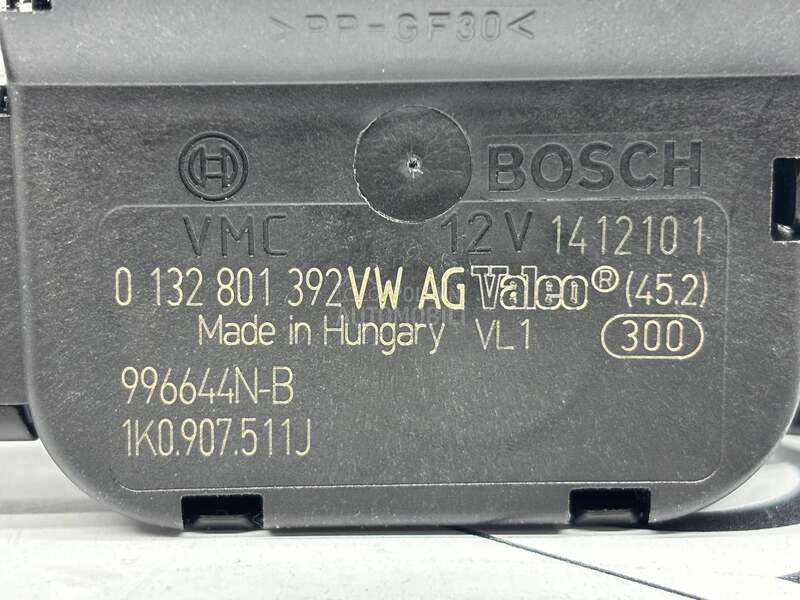 >PP-GF30<
BOSCH
VMC 12V 1412101
0 132 801 392 VW AG Valeo® (45.2)
Made in Hungary VL1 300
996644N-B
1K0.907.511J